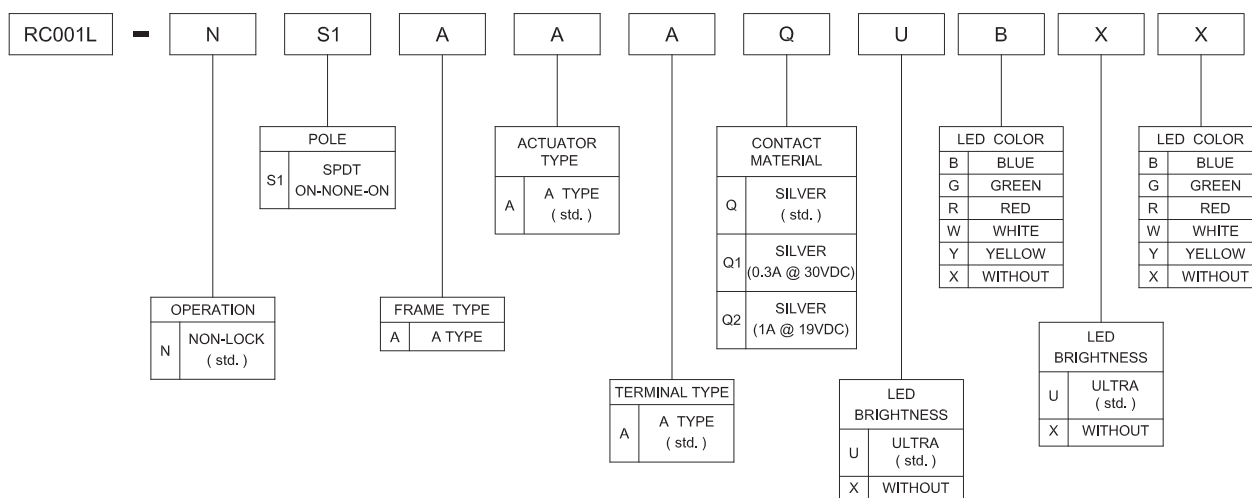 RC001L - N S1 A A A Q U B X X
POLE
S1 SPDT
ON-NONE-ON
ACTUATOR
TYPE
A A TYPE
( std. )
CONTACT
MATERIAL
Q SILVER
( std. )
Q1 SILVER
(0.3A @ 30VDC)
Q2 SILVER
(1A @ 19VDC)
LED COLOR
B BLUE
G GREEN
R RED
W WHITE
Y YELLOW
X WITHOUT
LED COLOR
B BLUE
G GREEN
R RED
W WHITE
Y YELLOW
X WITHOUT
OPERATION
N NON-LOCK
( std. )
FRAME TYPE
A A TYPE
TERMINAL TYPE
A A TYPE
( std. )
LED
BRIGHTNESS
U ULTRA
( std. )
X WITHOUT
LED
BRIGHTNESS
U ULTRA
( std. )
X WITHOUT